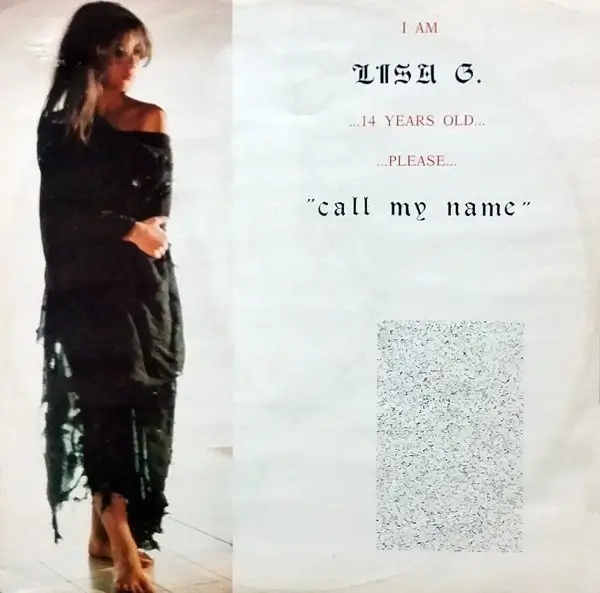 I AM
LISA G.
...14 YEARS OLD...
...PLEASE...
"call my name"